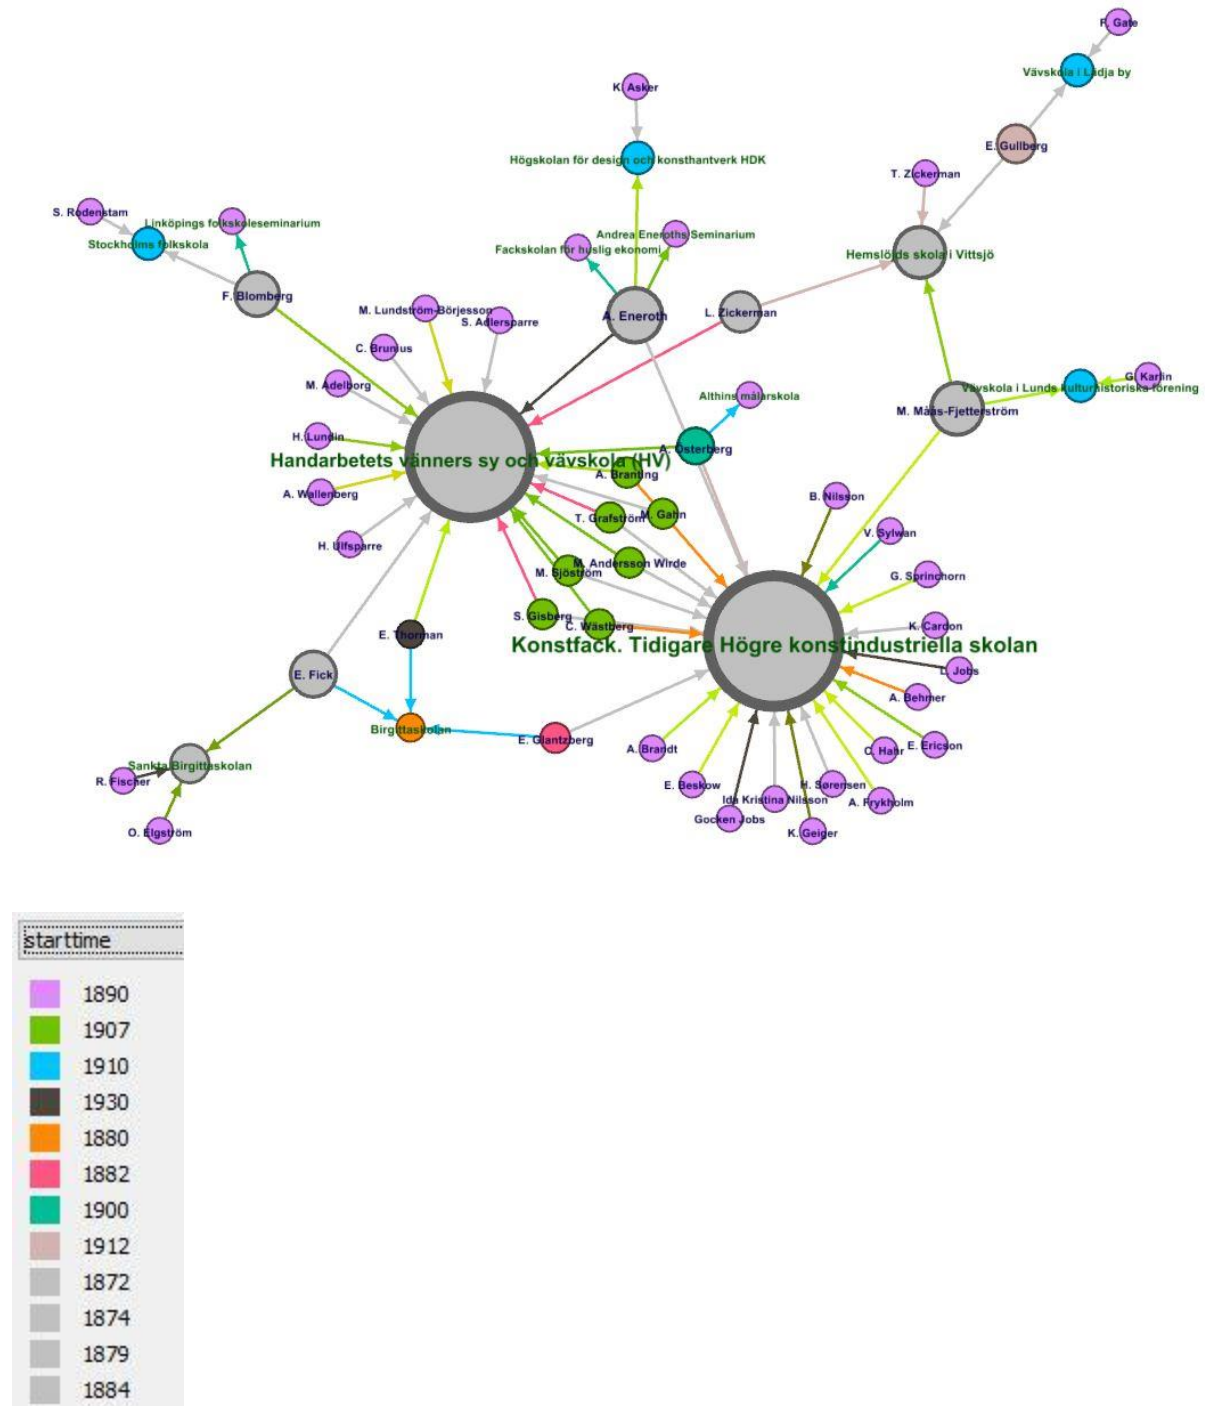 F. Gate
Vävskola i Lädja by
K. Asker
E. Gullberg
Högskolan för design och konsthantverk HDK
T. Zickerman
S. Rodenstam
Linköpings folkskoleseminarium
Andrea Eneroths Seminarium
Stockholms folkskola
Fackskolan för huslig ekonomi
Hemslöjds skola i Vittsjö
F. Blomberg
M. Lundström-Börjesson
A. Eneroth
L. Zickerman
S. Adlersparre
C. Brunius
G. Karlin
M. Adelborg
Vävskola i Lunds kulturhistoriska förening
Althins målarskola
M. Måås-Fjetterström
H. Lundin
A. Österberg
Handarbetets vänners sy och vävskola (HV)
A. Branting
A. Wallenberg
B. Nilsson
T. Grafström
M. Gahn
V. Sylwan
H. Ulfsparre
M. Andersson Wirde
M. Sjöström
G. Sprinchorn
S. Gisberg
C. Wästberg
K. Cardon
E. Thorman
Konstfack. Tidigare Högre konstindustriella skolan
E. Fick
L. Jobs
A. Behmer
Birgittaskolan
E. Glantzberg
A. Brandt
C. Hahr
E. Ericson
Sankta Birgittaskolan
R. Fischer
E. Beskow
H. Sørensen
Ida Kristina Nilsson
A. Frykholm
Gocken Jobs
O. Elgström
K. Geiger
starttime
1890
1907
1910
1930
1880
1882
1900
1912
1872
1874
1879
1884